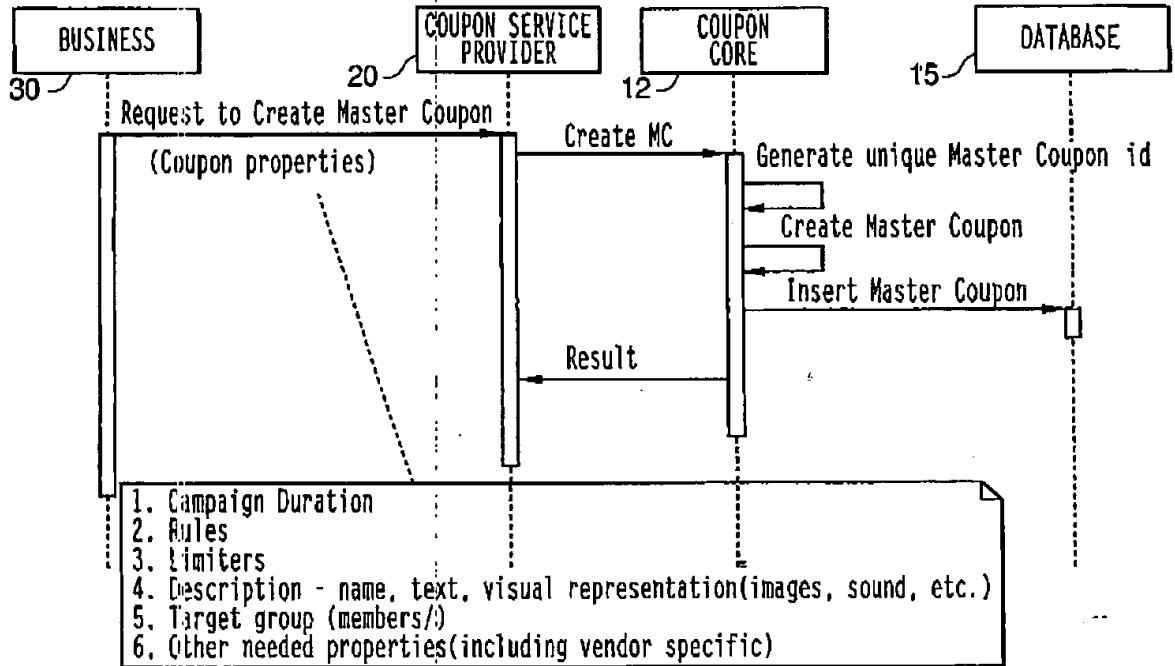 BUSINESS
COUPON SERVICE
PROVIDER
COUPON
CORE
DATABASE
30
20
12
15
Request to Create Master Coupon
(Coupon properties)
Create MC
Generate unique Master Coupon id
Create Master Coupon
Insert Master Coupon
Result
1. Campaign Duration
2. Rules
3. Limiters
4. Description - name, text, visual representation(images, sound, etc.)
5. Target group (members/
6. Other needed properties(including vendor specific)